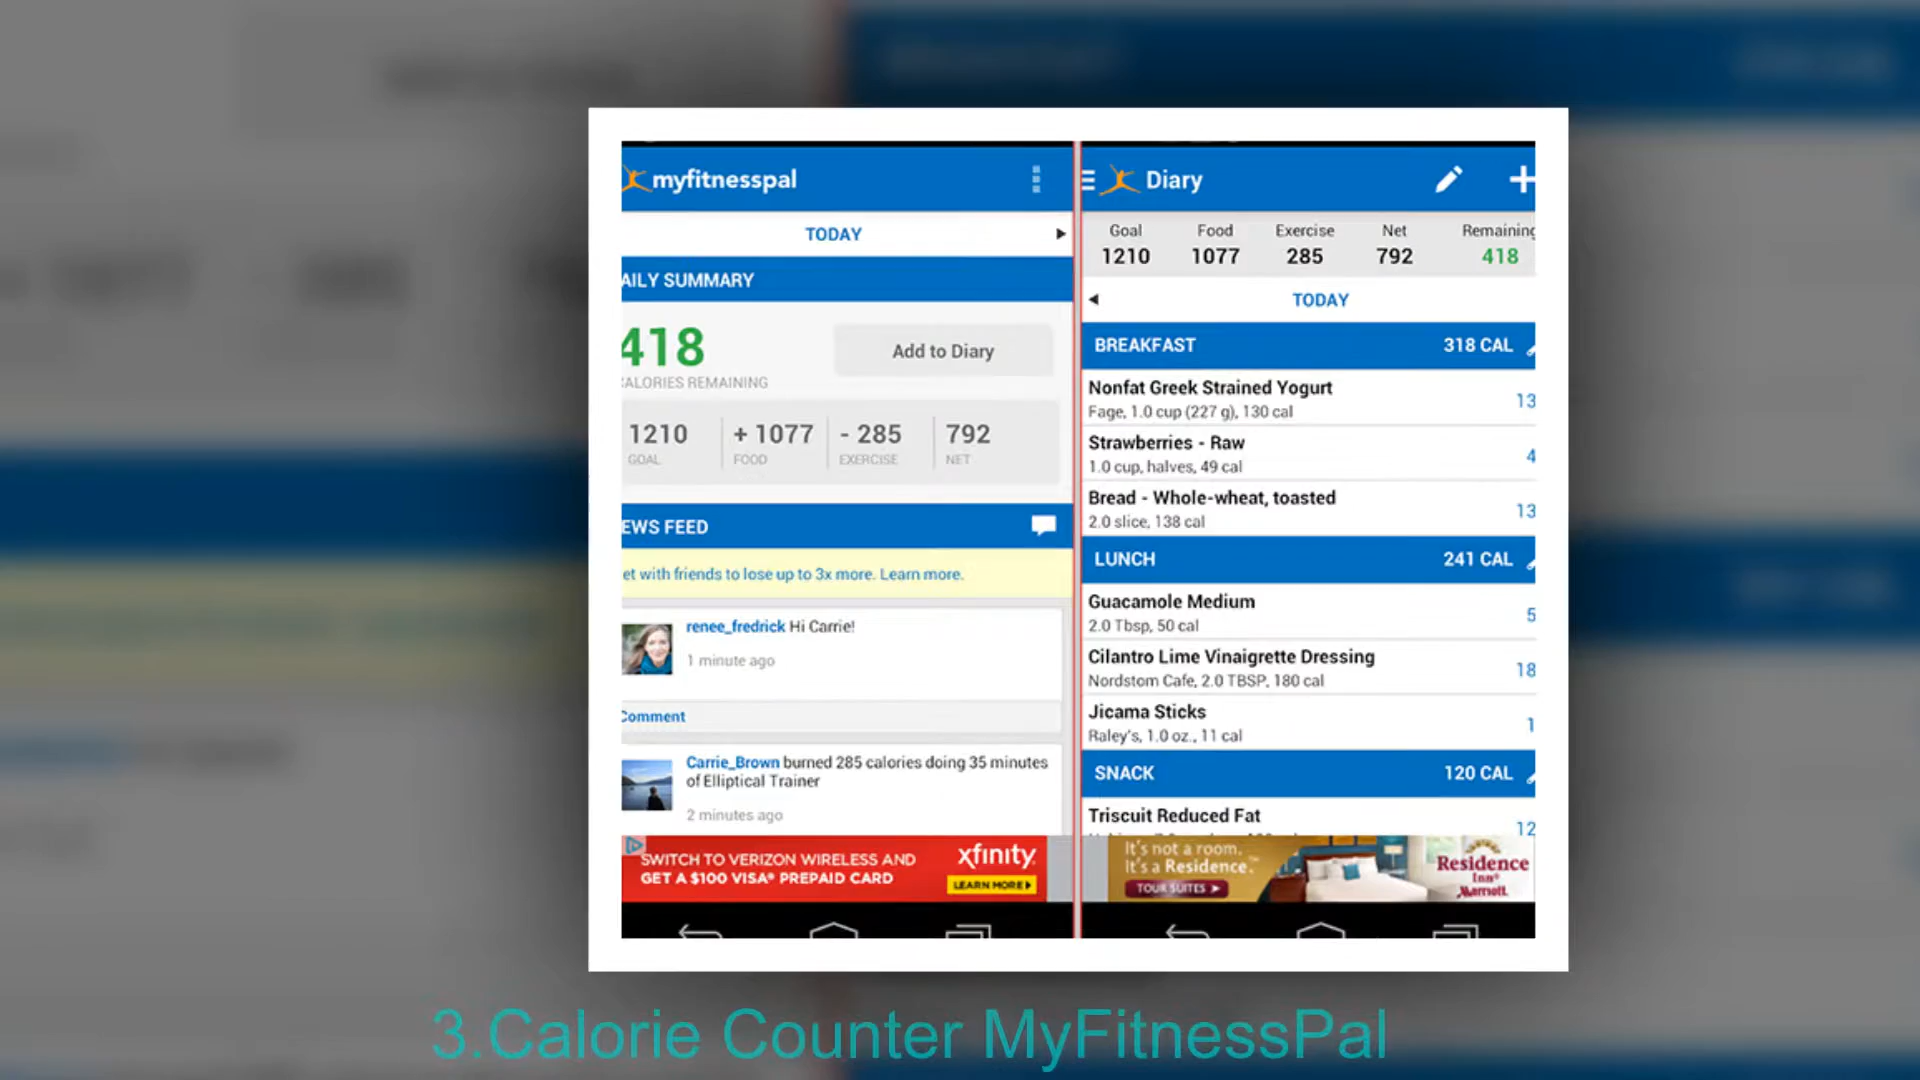 myfitnesspal
TODAY
AILY SUMMARY
418
CALORIES REMAINING
Add to Diary
1210
GOAL
+ 1077
FOOD
- 285
EXERCISE
792
NET
EWS FEED
et with friends to lose up to 3x more. Learn more.
renee_fredrick Hi Carrie!
1 minute ago
Comment
Carrie_Brown burned 285 calories doing 35 minutes
of Elliptical Trainer
2 minutes ago
SWITCH TO VERIZON WIRELESS AND
GET A $100 VISA® PREPAID CARD
xfinity
LEARN MORE
Diary
Goal Food Exercise Net Remaining
1210 1077 285 792 418
TODAY
BREAKFAST 318 CAL
Nonfat Greek Strained Yogurt
Fage, 1.0 cup (227 g), 130 cal
13
Strawberries - Raw
1.0 cup, halves, 49 cal
4
Bread - Whole-wheat, toasted
2.0 slice, 138 cal
13
LUNCH 241 CAL
Guacamole Medium
2.0 Tbsp, 50 cal
5
Cilantro Lime Vinaigrette Dressing
Nordstom Cafe, 2.0 TBSP, 180 cal
18
Jicama Sticks
Raley's, 1.0 oz., 11 cal
1
SNACK 120 CAL
Triscuit Reduced Fat
12
It's not a room.
It's a Residence.™
TOUR SUITES
Residence
Inn®
Marriott
3.Calorie Counter MyFitnessPal